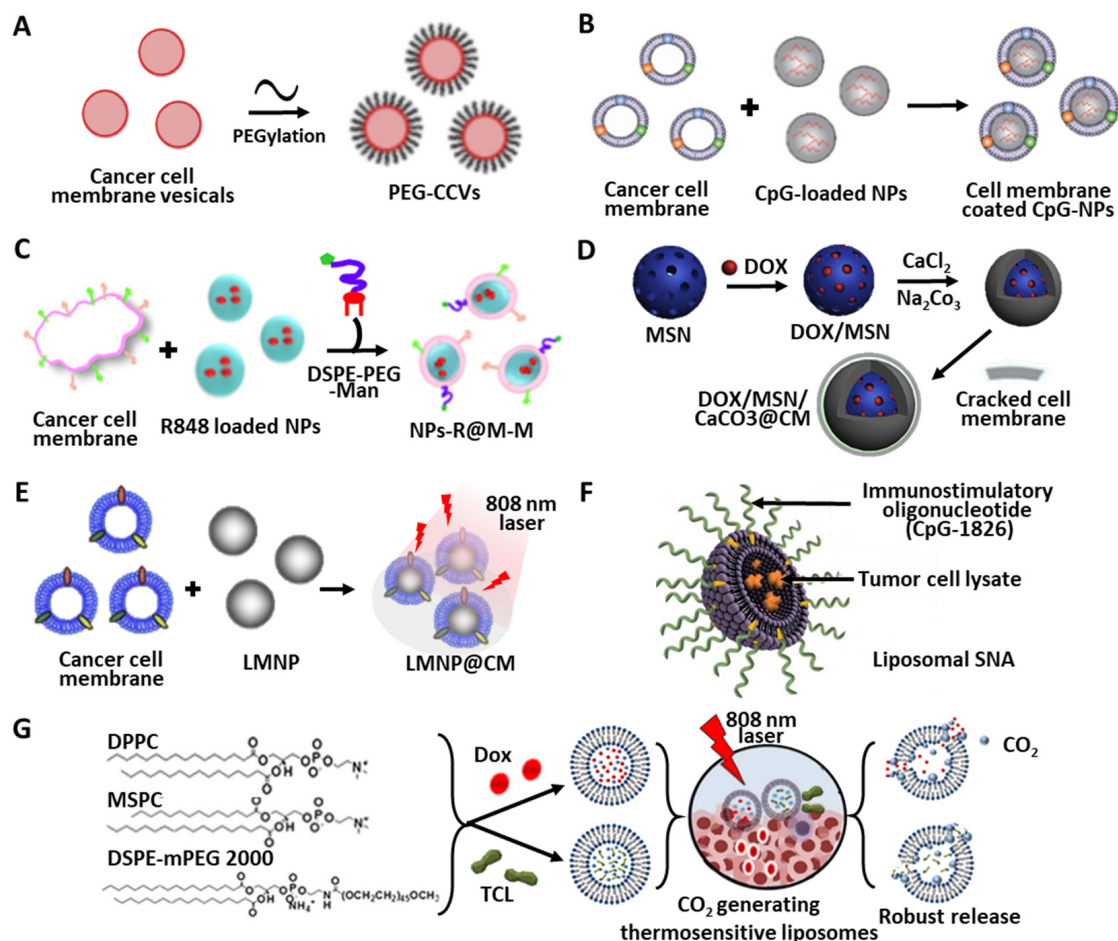 A
PEGylation
Cancer cell
membrane vesicals
PEG-CCVs
B
Cancer cell
membrane
CpG-loaded NPs
Cell membrane
coated CpG-NPs
C
Cancer cell
membrane
R848 loaded NPs
DSPE-PEG
-Man
NPs-R@M-M
D
DOX
CaCl2
Na2Co3
MSN
DOX/MSN
DOX/MSN/
CaCO3@CM
Cracked cell
membrane
E
808 nm
laser
Cancer cell
membrane
LMNP
LMNP@CM
F
Immunostimulatory
oligonucleotide
(CpG-1826)
Tumor cell lysate
Liposomal SNA
G
DPPC
MSPC
DSPE-mPEG 2000
(OCH2CH2)45OCH3
NH4+
Dox
TCL
808 nm
laser
CO2 generating
thermosensitive liposomes
CO2
Robust release